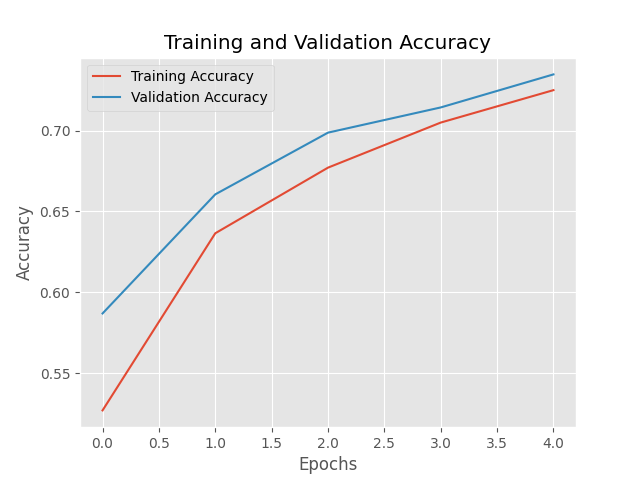 Training and Validation Accuracy
Training Accuracy
Validation Accuracy
0.70
0.65
0.60
0.55
Accuracy
0.0 0.5 1.0 1.5 2.0 2.5 3.0 3.5 4.0
Epochs